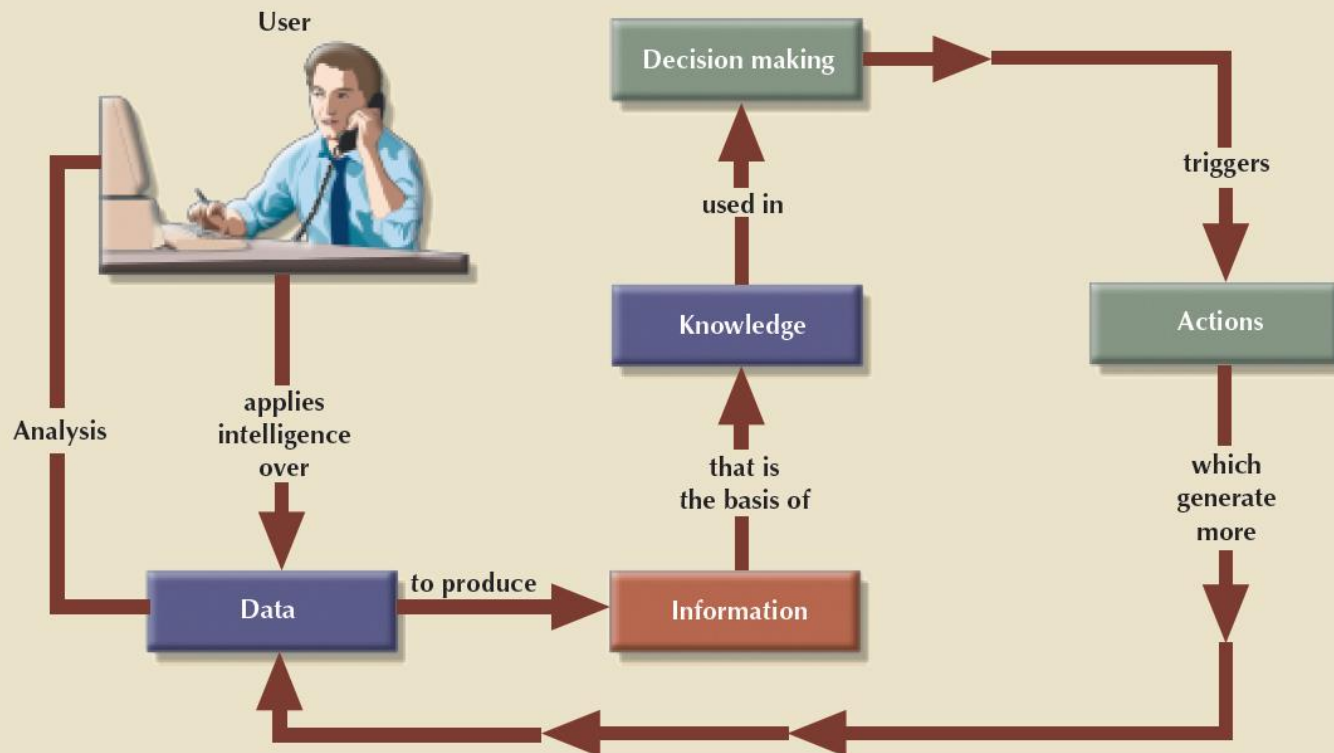 User
Analysis
applies
intelligence
over
Data
to produce
Information
that is
the basis of
Knowledge
used in
Decision making
triggers
Actions
which
generate
more